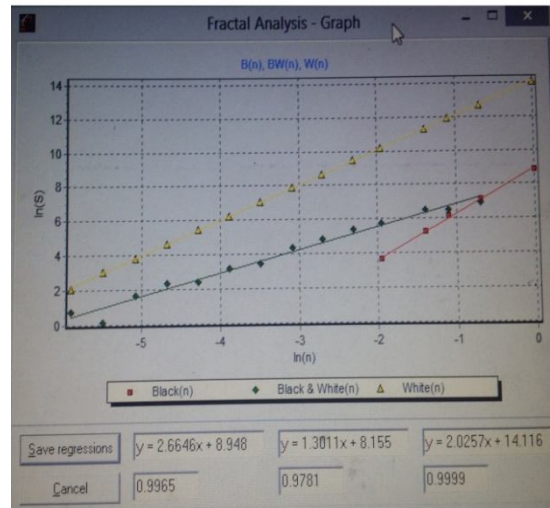 Fractal Analysis - Graph
B(n), BW(n), W(n)
ln(S)
14
12
10
8
6
4
2
0
-5
-4
-3
-2
-1
0
ln(n)
Black(n)
Black & White(n)
White(n)
Save regressions
y = 2.6646x + 8.948
y = 1.3011x + 8.155
y = 2.0257x + 14.116
Cancel
0.9965
0.9781
0.9999